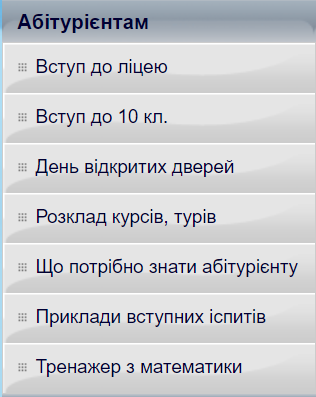 Абітурієнтам
Вступ до ліцею
Вступ до 10 кл.
День відкритих дверей
Розклад курсів, турів
Що потрібно знати абітурієнту
Приклади вступних іспитів
Тренажер з математики